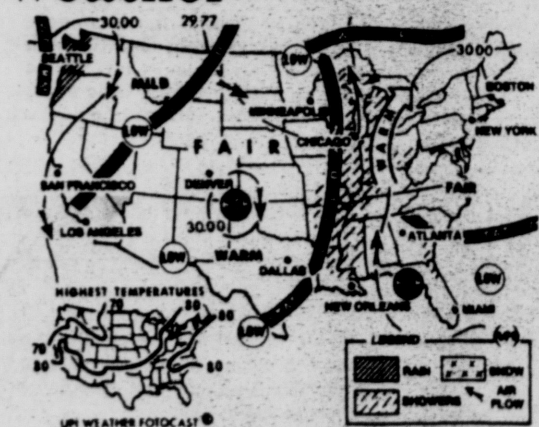 30.00
29.77
30.00
SEATTLE
LOW
BOSTON
MILD
MINNEAPOLIS
NEW YORK
LOW
CHICAGO
WARM
FAIR
FAIR
SAN FRANCISCO
DENVER
LOS ANGELES
30.00
ATLANTA
LOW
WARM
DALLAS
LOW
HIGHEST TEMPERATURES
NEW ORLEANS
MIAMI
70
80
80
LOW
70
80
80
LEGEND
RAIN
SNOW
SHOWERS
AIR
FLOW
UPI WEATHER FOTOCAST ©